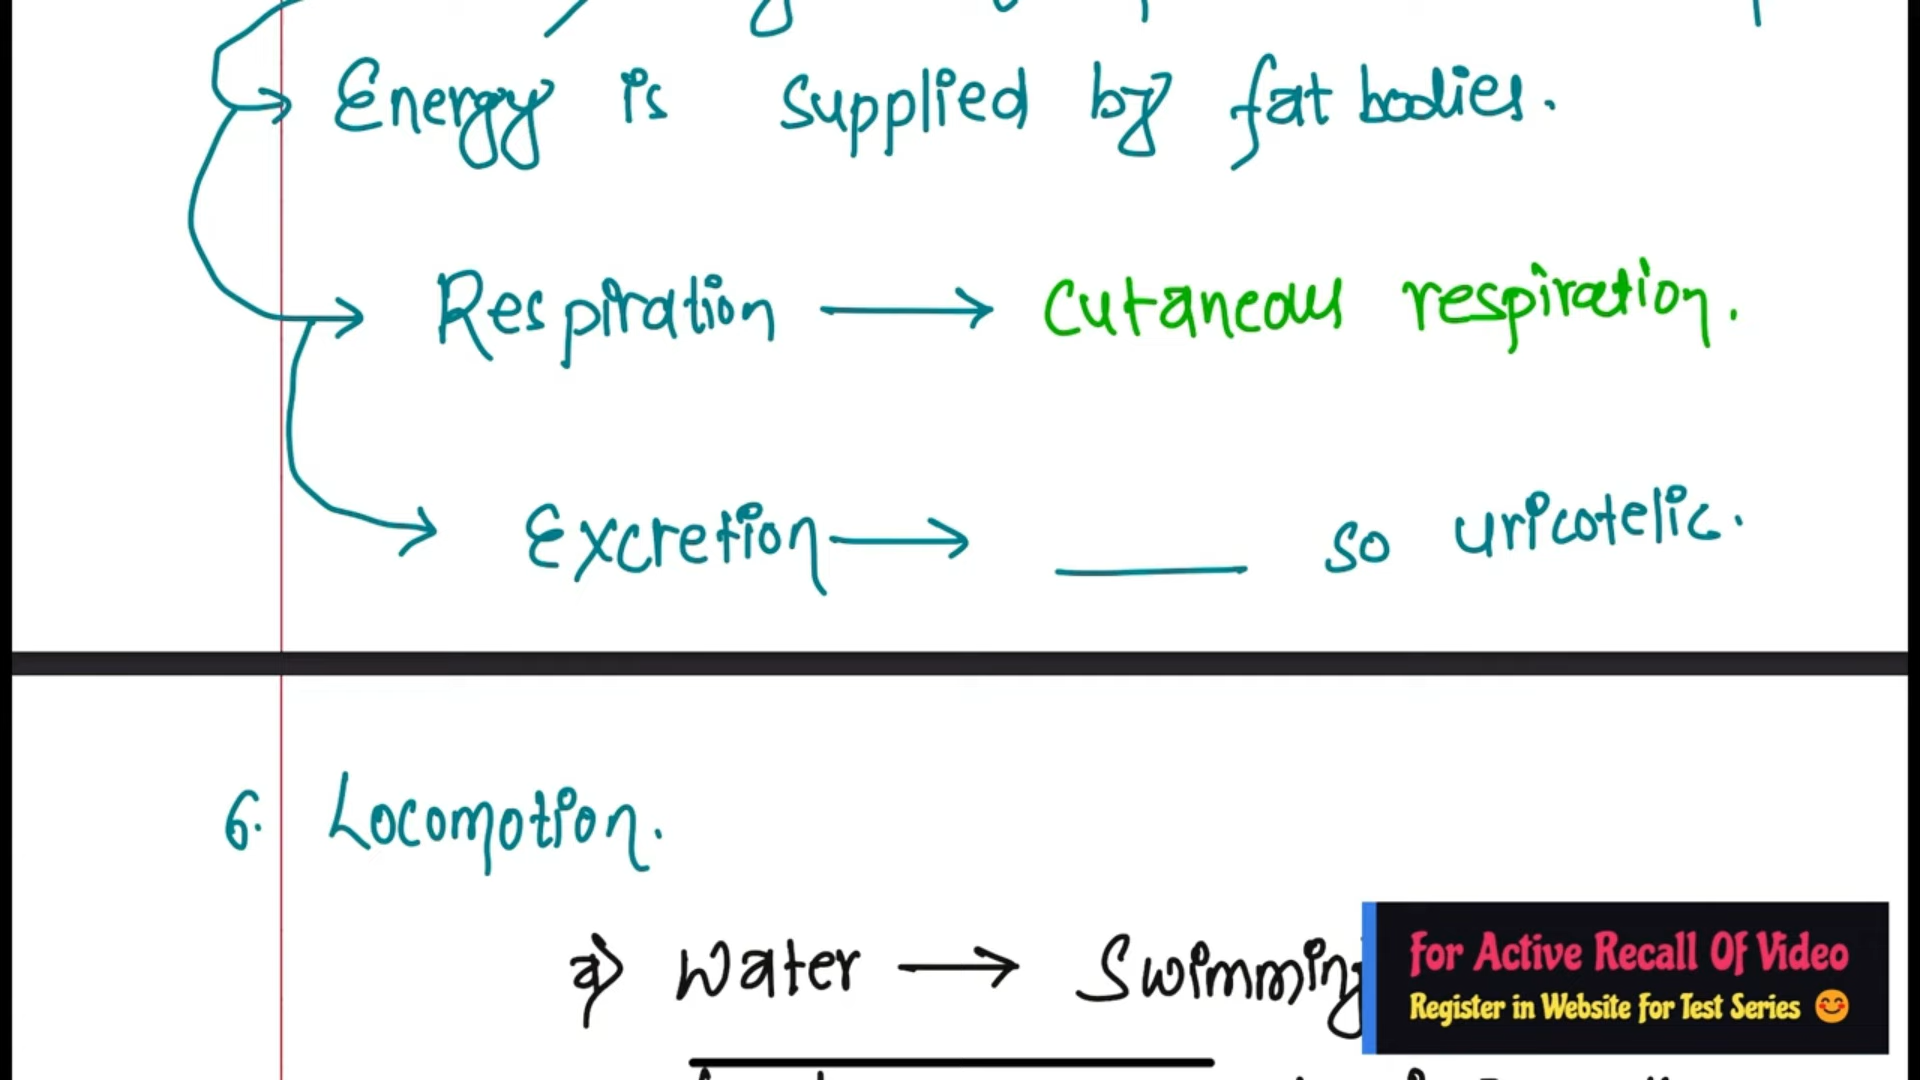 Energy is supplied by fat bodies.
Respiration → Cutaneous respiration.
Excretion → ______ so uricotelic.
6. Locomotion.
a) Water → Swimming
For Active Recall Of Video
Register in Website for Test Series 😊